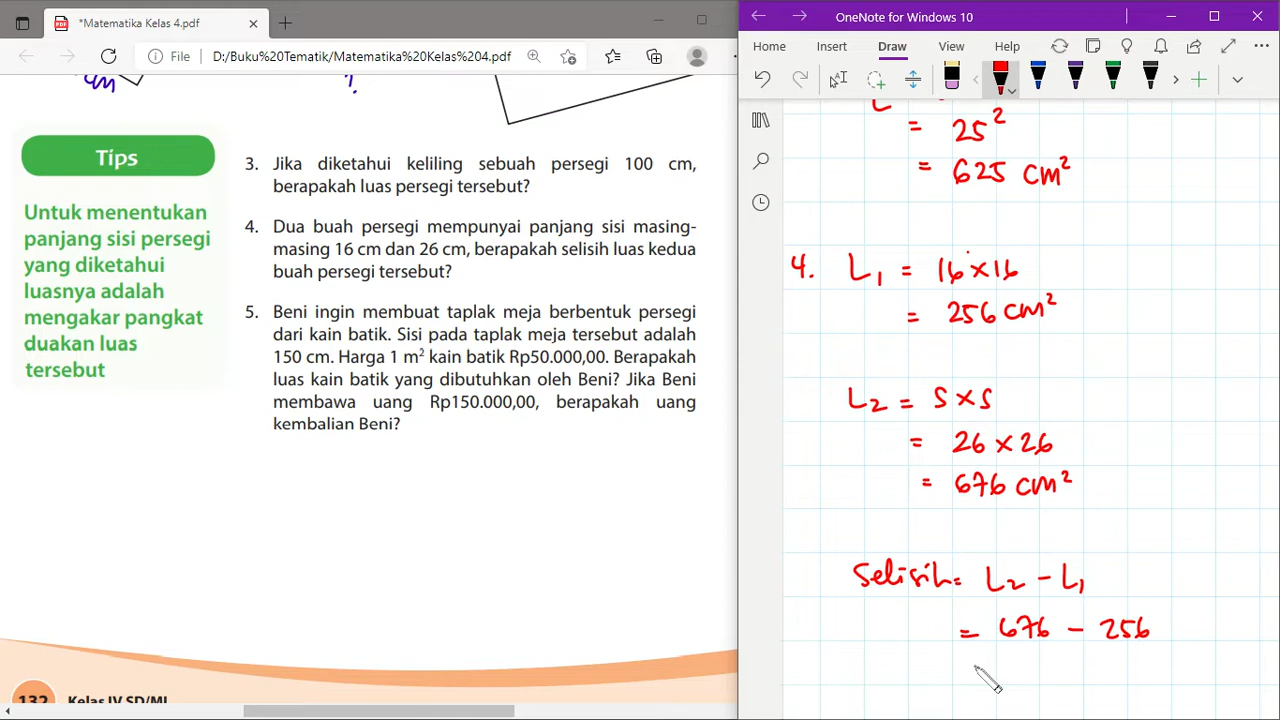 *Matematika Kelas 4.pdf
File
D:/Buku%20Tematik/Matematika%20Kelas%204.pdf
cm
Tips
Untuk menentukan
panjang sisi persegi
yang diketahui
luasnya adalah
mengakar pangkat
duakan luas
tersebut
3. Jika diketahui keliling sebuah persegi 100 cm,
berapakah luas persegi tersebut?
4. Dua buah persegi mempunyai panjang sisi masing-
masing 16 cm dan 26 cm, berapakah selisih luas kedua
buah persegi tersebut?
5. Beni ingin membuat taplak meja berbentuk persegi
dari kain batik. Sisi pada taplak meja tersebut adalah
150 cm. Harga 1 m² kain batik Rp50.000,00. Berapakah
luas kain batik yang dibutuhkan oleh Beni? Jika Beni
membawa uang Rp150.000,00, berapakah uang
kembalian Beni?
132 Kelas IV SD/MI
OneNote for Windows 10
Home Insert Draw View Help
L
= 25²
= 625 cm²
4. L₁ = 16 × 16
= 256 cm²
L₂ = s × s
= 26 × 26
= 676 cm²
Selisih = L₂ - L₁
= 676 - 256